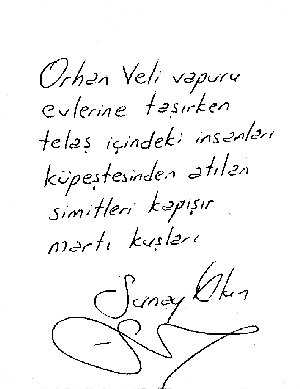 Orhan Veli vapuru
evlerine taşırken
telaş içindeki insanları
küpeştesinden atılan
simitleri kapışır
martı kuşları
Sunay Akın